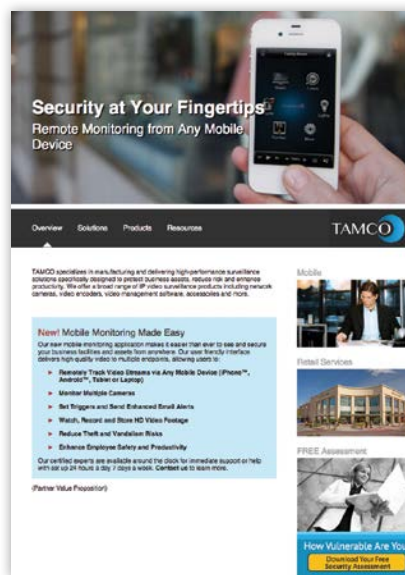 Security at Your Fingertips
Remote Monitoring from Any Mobile
Device
Overview Solutions Products Resources
TAMCO
TAMCO specializes in manufacturing and delivering high-performance surveillance
solutions specifically designed to protect business assets, reduce risk and enhance
productivity. We offer a broad range of IP video surveillance products including network
cameras, video encoders, video management software, accessories and more.
New! Mobile Monitoring Made Easy
Our new mobile monitoring application makes it easier than ever to see and secure
your business facilities and assets from anywhere. Our user friendly interface
delivers high quality video to multiple endpoints, allowing users to:
► Remotely Track Video Streams via Any Mobile Device (iPhone™,
Android™, Tablet or Laptop)
► Monitor Multiple Cameras
► Set Triggers and Send Enhanced Email Alerts
► Watch, Record and Store HD Video Footage
► Reduce Theft and Vandalism Risks
► Enhance Employee Safety and Productivity
Our certified experts are available around the clock for immediate support or help
with set up 24 hours a day 7 days a week. Contact us to learn more.
(Partner Value Proposition)
Mobile
Retail Services
FREE Assessment
How Vulnerable Are You
Download Your Free
Security Assessment